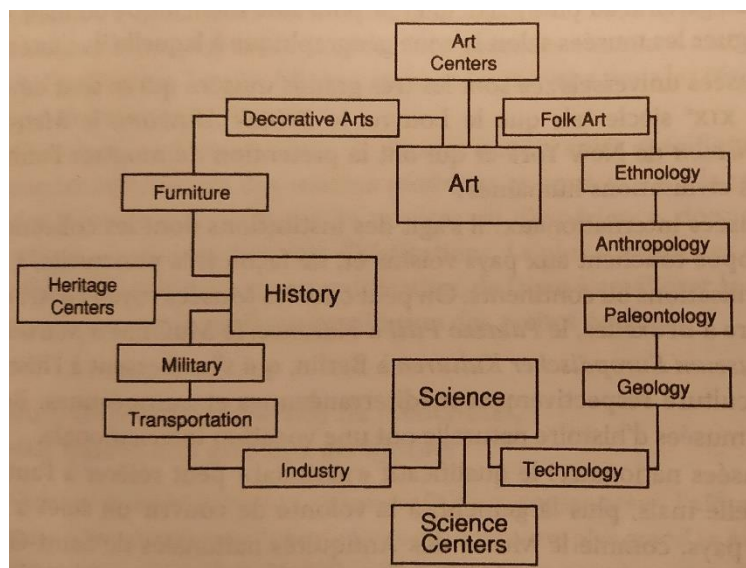 Art
Centers
Decorative Arts
Folk Art
Furniture
Art
Ethnology
Anthropology
Heritage
Centers
History
Paleontology
Military
Science
Geology
Transportation
Industry
Technology
Science
Centers